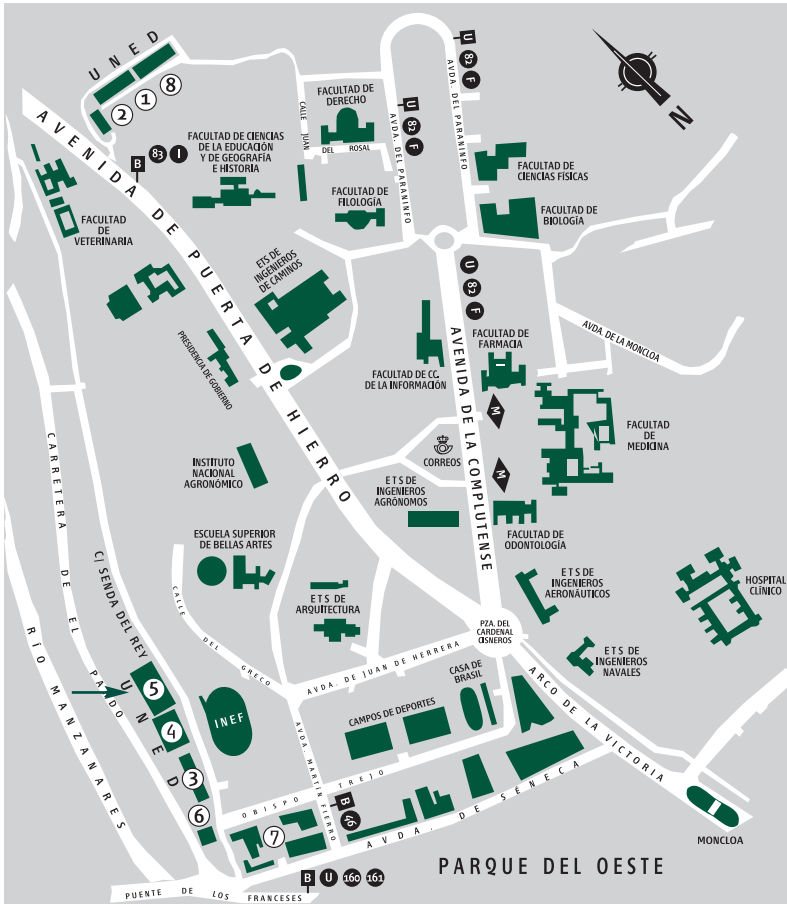 UNED
2
1
8
AVENIDA DE PUERTA DE HIERRO
B
83
I
FACULTAD DE CIENCIAS
DE LA EDUCACIÓN
Y DE GEOGRAFÍA
E HISTORIA
CALLE JUAN
DEL ROSAL
FACULTAD DE
DERECHO
U
82
F
AVDA. DEL PARANINFO
U
82
F
AVDA. DEL PARANINFO
N
FACULTAD DE
CIENCIAS FÍSICAS
FACULTAD DE
BIOLOGÍA
FACULTAD DE
FILOLOGÍA
FACULTAD
DE
VETERINARIA
ETS DE
INGENIEROS
DE CAMINOS
PRESIDENCIA DE GOBIERNO
U
82
F
AVENIDA DE LA COMPLUTENSE
FACULTAD DE
FARMACIA
AVDA. DE LA MONCLOA
FACULTAD DE CC.
DE LA INFORMACIÓN
M
FACULTAD
DE
MEDICINA
CORREOS
M
INSTITUTO
NACIONAL
AGRONÓMICO
E T S DE
INGENIEROS
AGRÓNOMOS
FACULTAD DE
ODONTOLOGÍA
CARRETERA DE EL PARDO
ESCUELA SUPERIOR
DE BELLAS ARTES
C/ SENDA DEL REY
CALLE DEL GRECO
E T S DE
ARQUITECTURA
E T S DE
INGENIEROS
AERONÁUTICOS
HOSPITAL
CLÍNICO
PZA. DEL
CARDENAL
CISNEROS
E T S DE
INGENIEROS
NAVALES
RÍO MANZANARES
AVDA. DE JUAN DE HERRERA
CASA DE
BRASIL
ARCO DE LA VICTORIA
UNED
5
4
3
6
7
INEF
CAMPOS DE DEPORTES
AVDA. MARTÍN FIERRO
OBISPO TREJO
B
46
AVDA. DE SÉNECA
MONCLOA
PARQUE DEL OESTE
B
U
160
161
PUENTE DE LOS FRANCESES